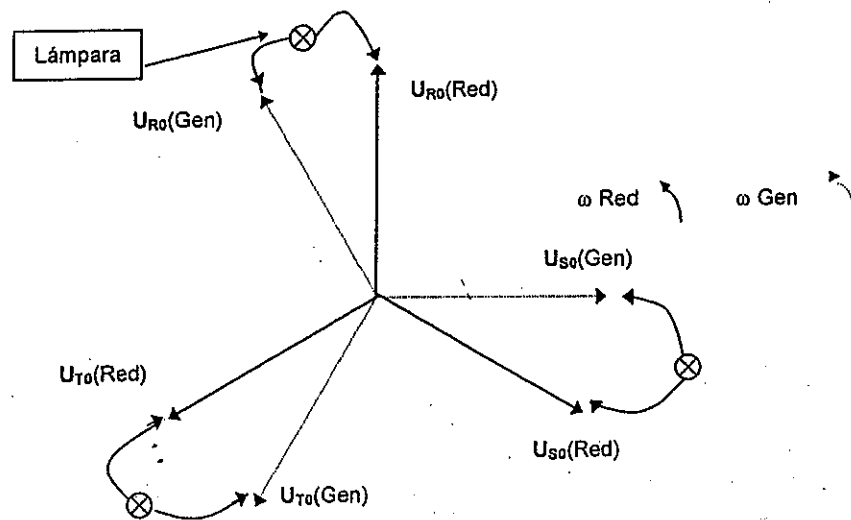 Lámpara
U_R0(Gen)
U_R0(Red)
ω Red
ω Gen
U_S0(Gen)
U_T0(Red)
U_S0(Red)
U_T0(Gen)